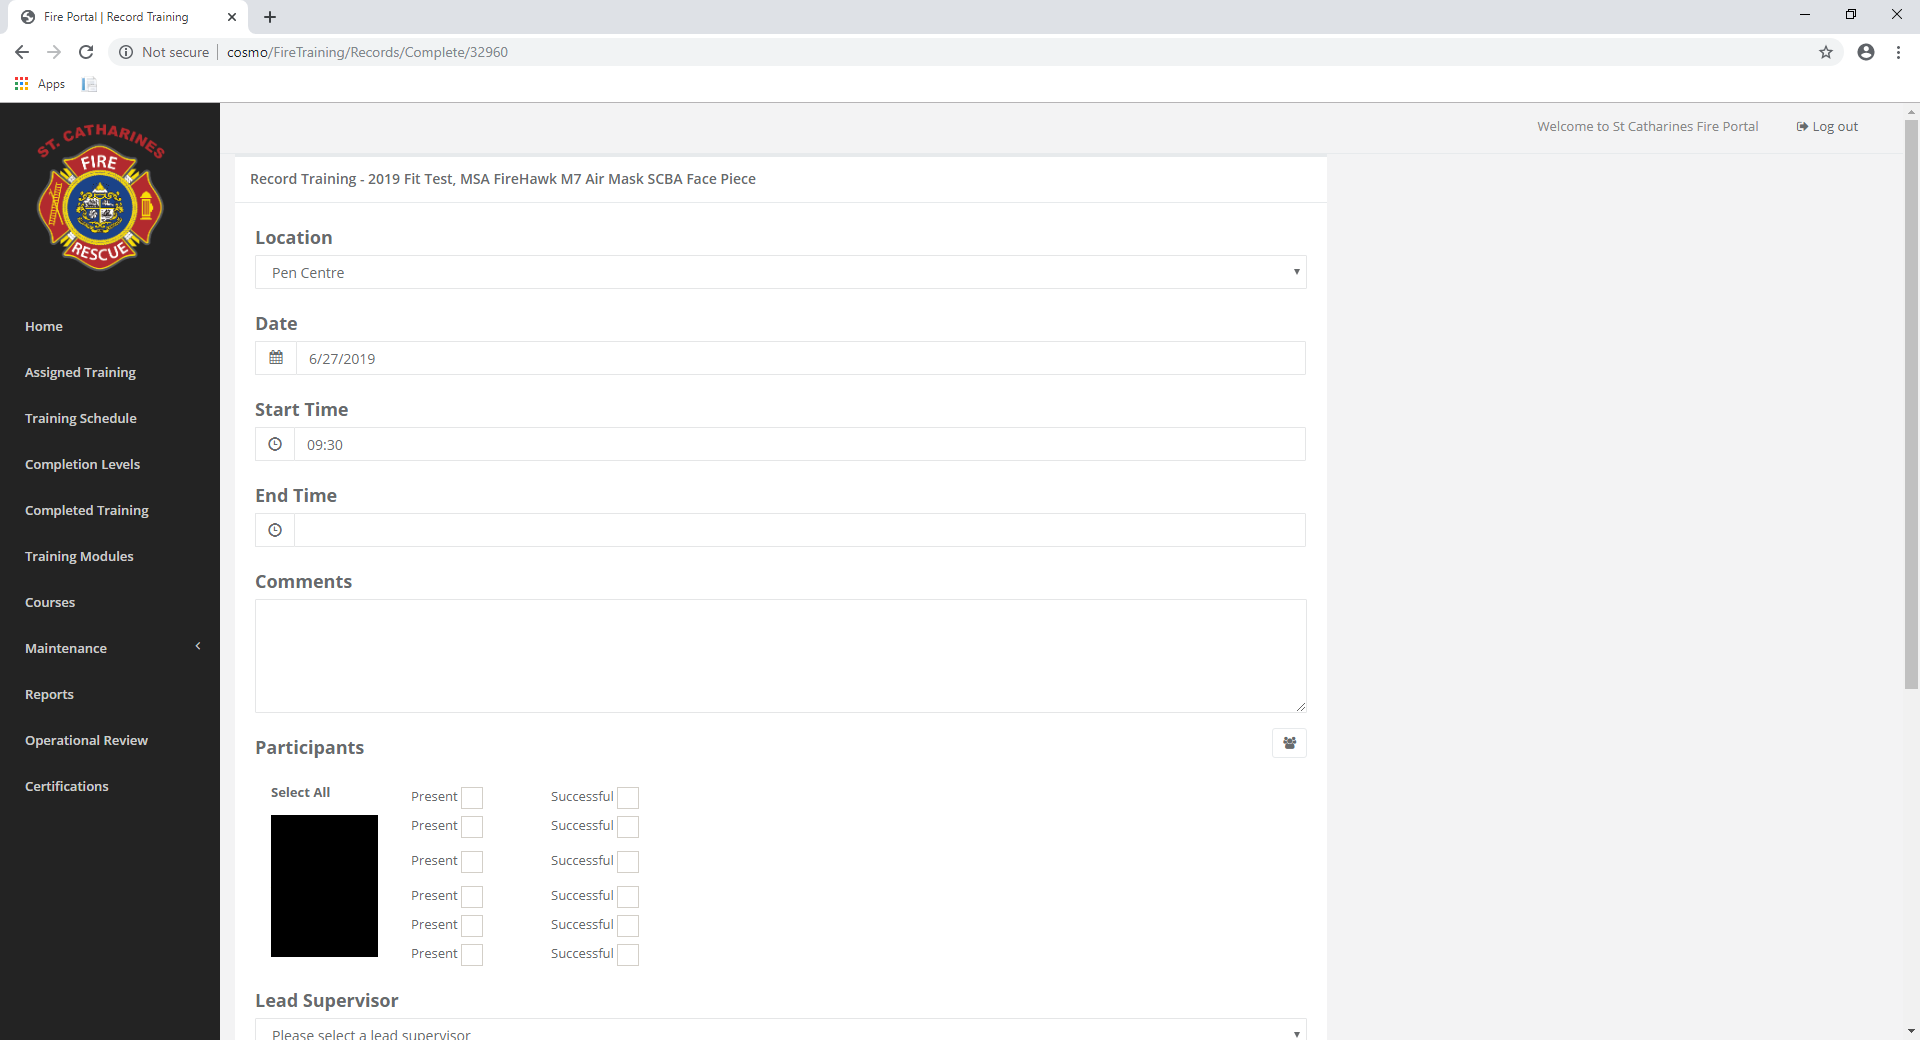 Fire Portal | Record Training
Not secure cosmo/FireTraining/Records/Complete/32960
Apps
ST. CATHARINES
FIRE
RESCUE
Welcome to St Catharines Fire Portal Log out
Home
Assigned Training
Training Schedule
Completion Levels
Completed Training
Training Modules
Courses
Maintenance
Reports
Operational Review
Certifications
Record Training - 2019 Fit Test, MSA FireHawk M7 Air Mask SCBA Face Piece
Location
Pen Centre
Date
6/27/2019
Start Time
09:30
End Time
Comments
Participants
Select All Present Successful
Present Successful
Present Successful
Present Successful
Present Successful
Present Successful
Lead Supervisor
Please select a lead supervisor